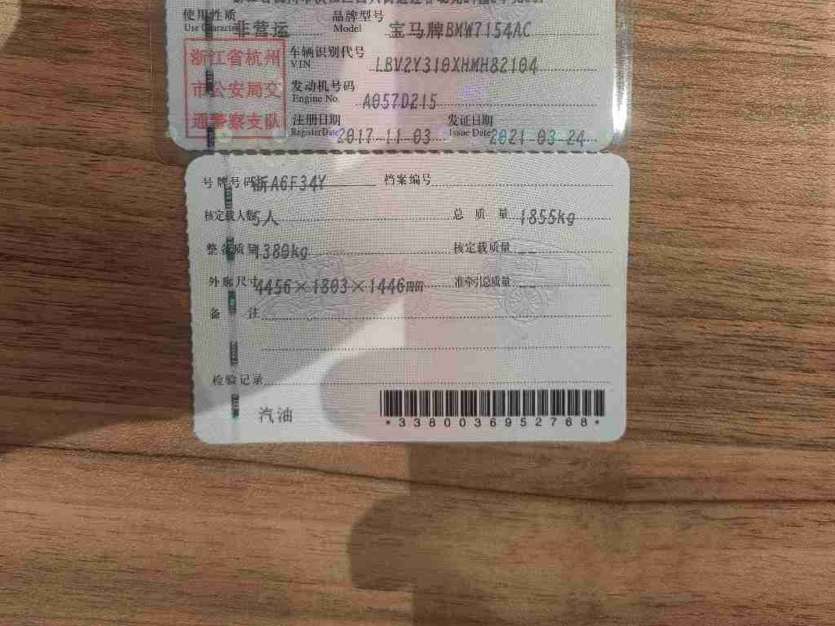 使用性质 非营运 品牌型号 宝马牌BMW7154AC
Use Character Model
浙江省杭州 车辆识别代号
VIN LBV2Y310XHMH82104
市公安局交 发动机号码
Engine No. A057D215
通警察支队 注册日期 发证日期
Register Date 2017-11-03 Issue Date 2021-03-24
号牌号码 浙A6F34Y 档案编号
核定载人数 5人 总质量 1855kg
整备质量 1380kg 核定载质量 --
外廓尺寸 4456×1803×1446mm 准牵引总质量 --
备注
检验记录
汽油
*3380036952768*